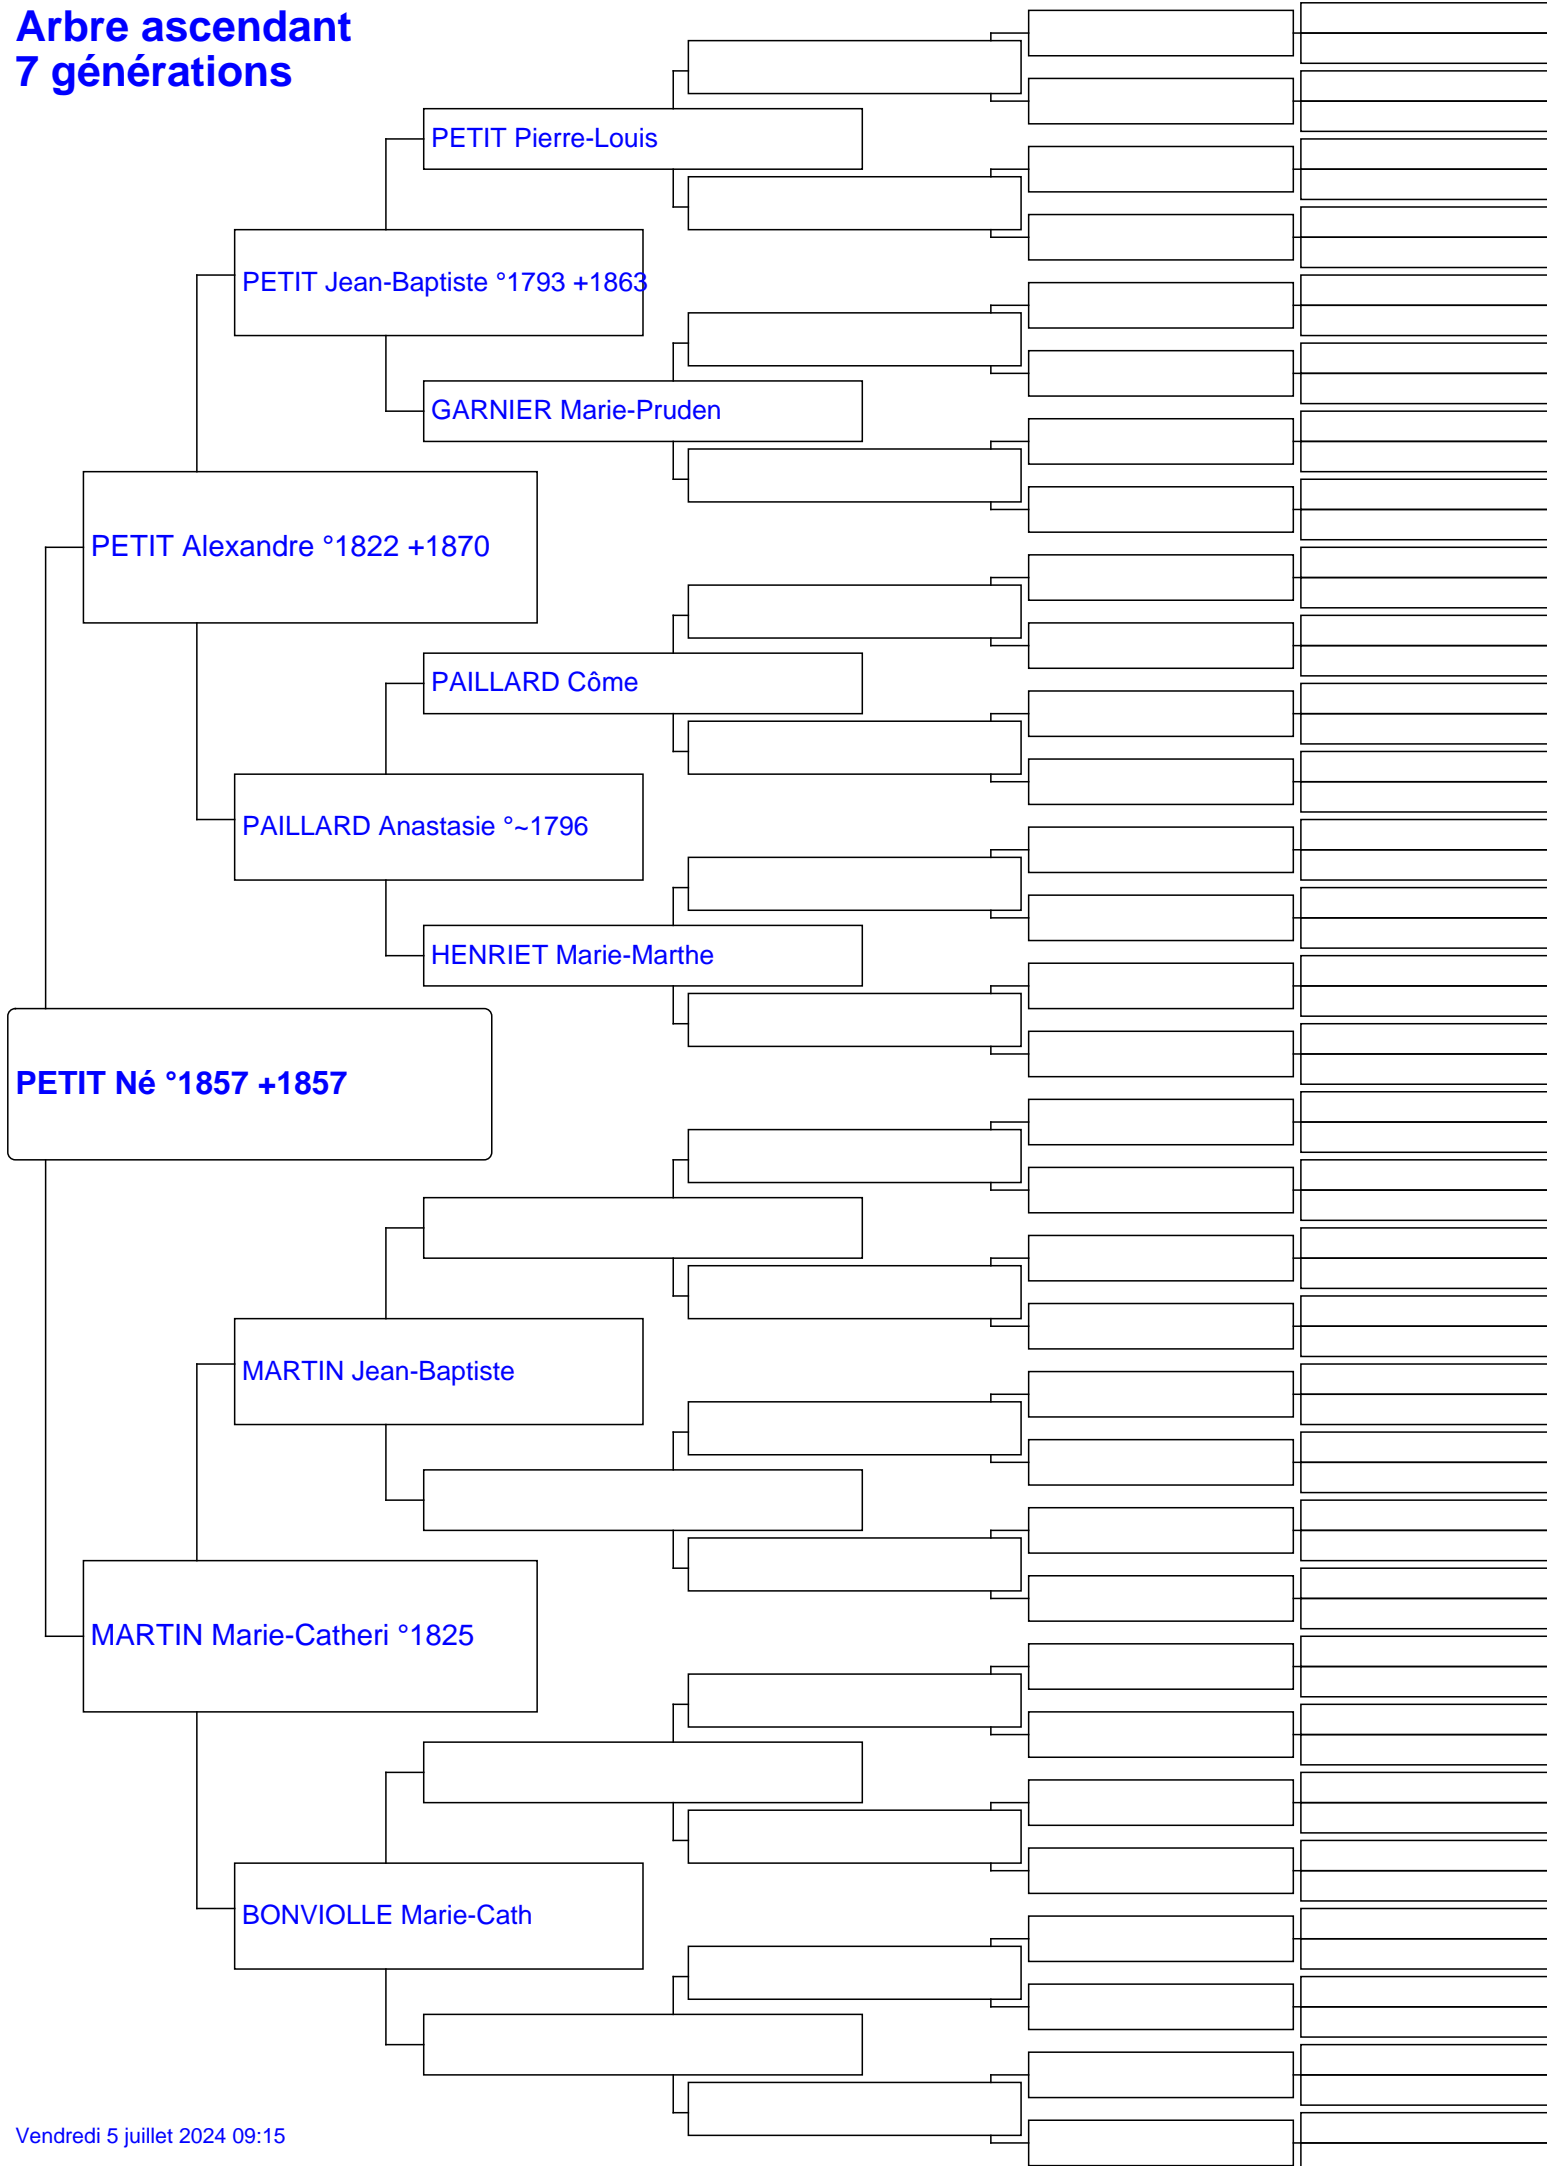 Arbre ascendant
7 générations
PETIT Pierre-Louis
PETIT Jean-Baptiste °1793 +1863
GARNIER Marie-Pruden
PETIT Alexandre °1822 +1870
PAILLARD Côme
PAILLARD Anastasie °~1796
HENRIET Marie-Marthe
PETIT Né °1857 +1857
MARTIN Jean-Baptiste
MARTIN Marie-Catheri °1825
BONVIOLLE Marie-Cath
Vendredi 5 juillet 2024 09:15